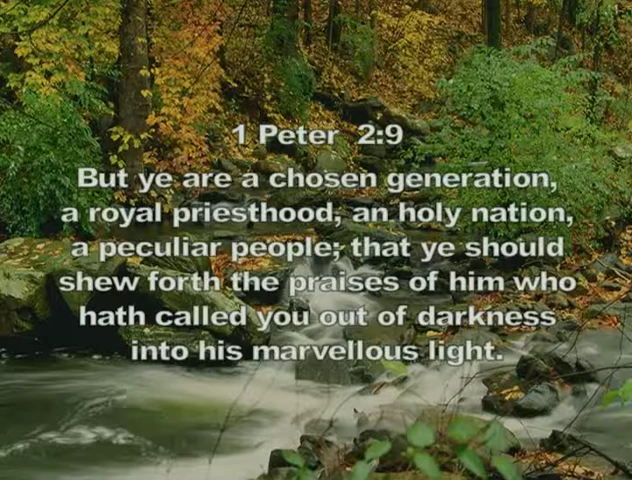 1 Peter 2:9
But ye are a chosen generation,
a royal priesthood, an holy nation,
a peculiar people; that ye should
shew forth the praises of him who
hath called you out of darkness
into his marvellous light.